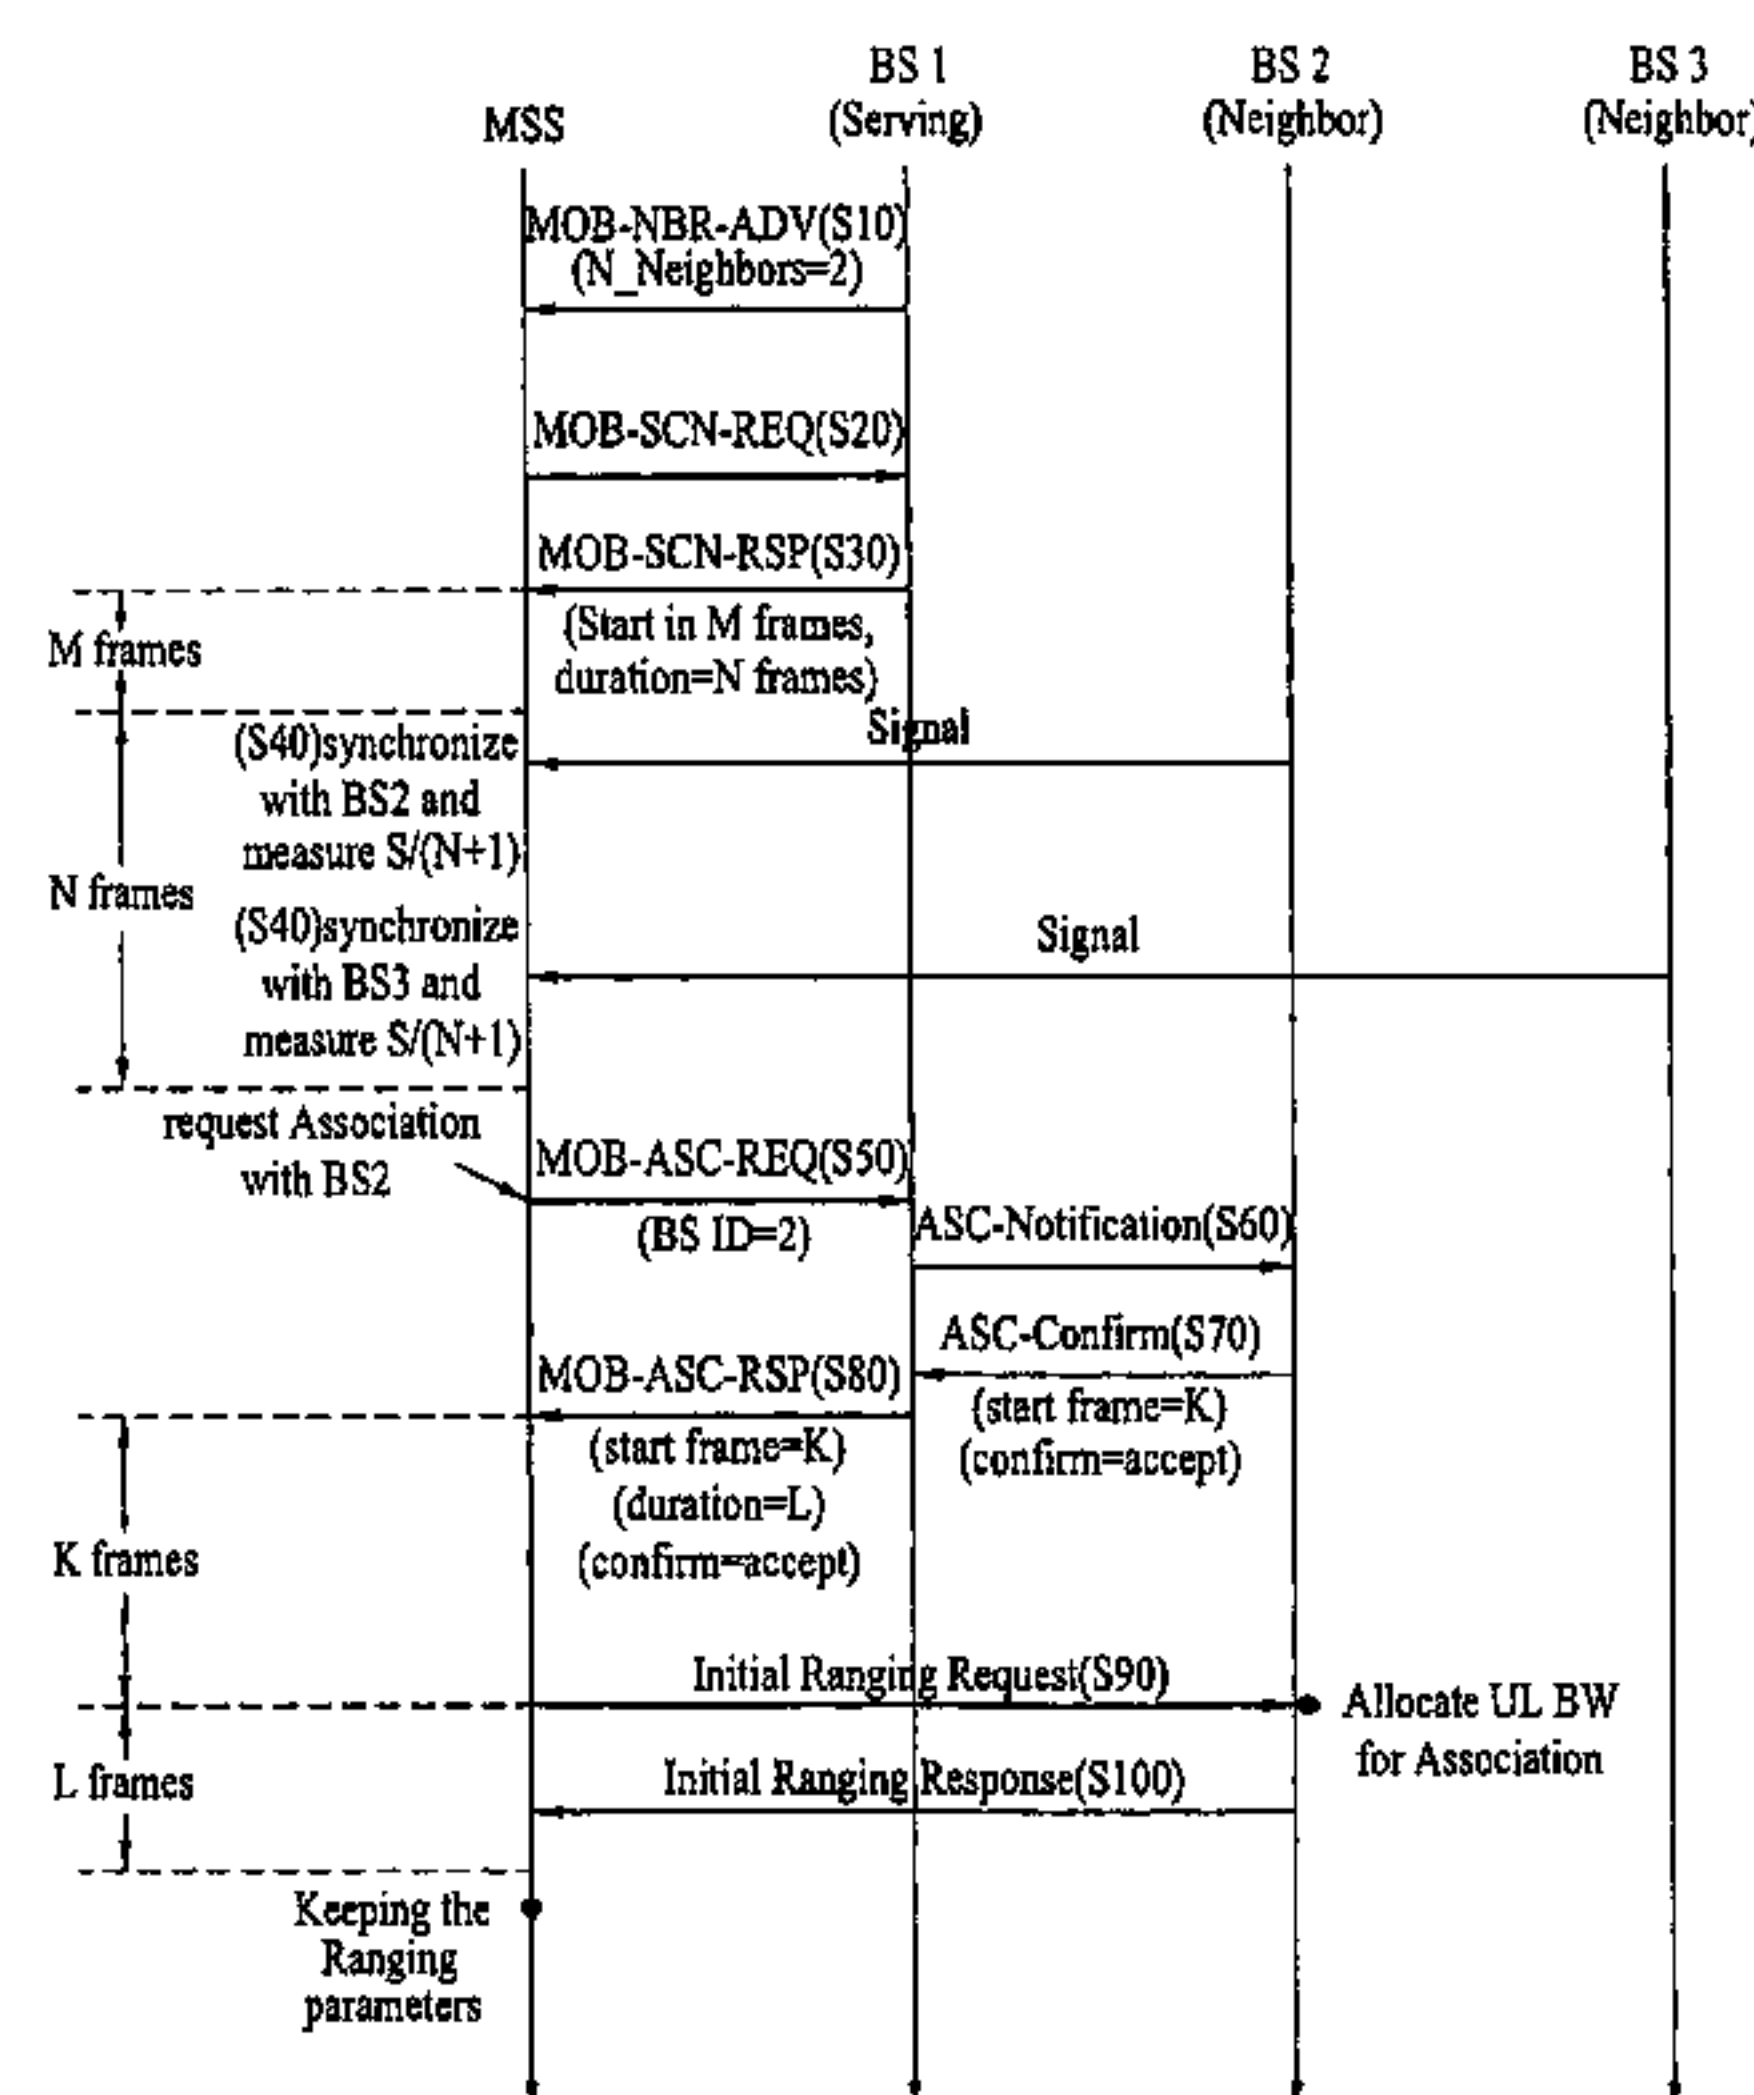 BS 1
BS 2
BS 3
MSS
(Serving)
(Neighbor)
(Neighbor)
MOB-NBR-ADV(S10)
(N_Neighbors=2)
MOB-SCN-REQ(S20)
MOB-SCN-RSP(S30)
(Start in M frames,
duration=N frames)
M frames
Signal
(S40)synchronize
with BS2 and
measure S/(N+1)
N frames
(S40)synchronize
with BS3 and
measure S/(N+1)
Signal
request Association
with BS2
MOB-ASC-REQ(S50)
(BS ID=2)
ASC-Notification(S60)
ASC-Confirm(S70)
(start frame=K)
(confirm=accept)
MOB-ASC-RSP(S80)
(start frame=K)
(duration=L)
(confirm=accept)
K frames
Initial Ranging Request(S90)
Allocate UL BW
for Association
L frames
Initial Ranging Response(S100)
Keeping the
Ranging
parameters